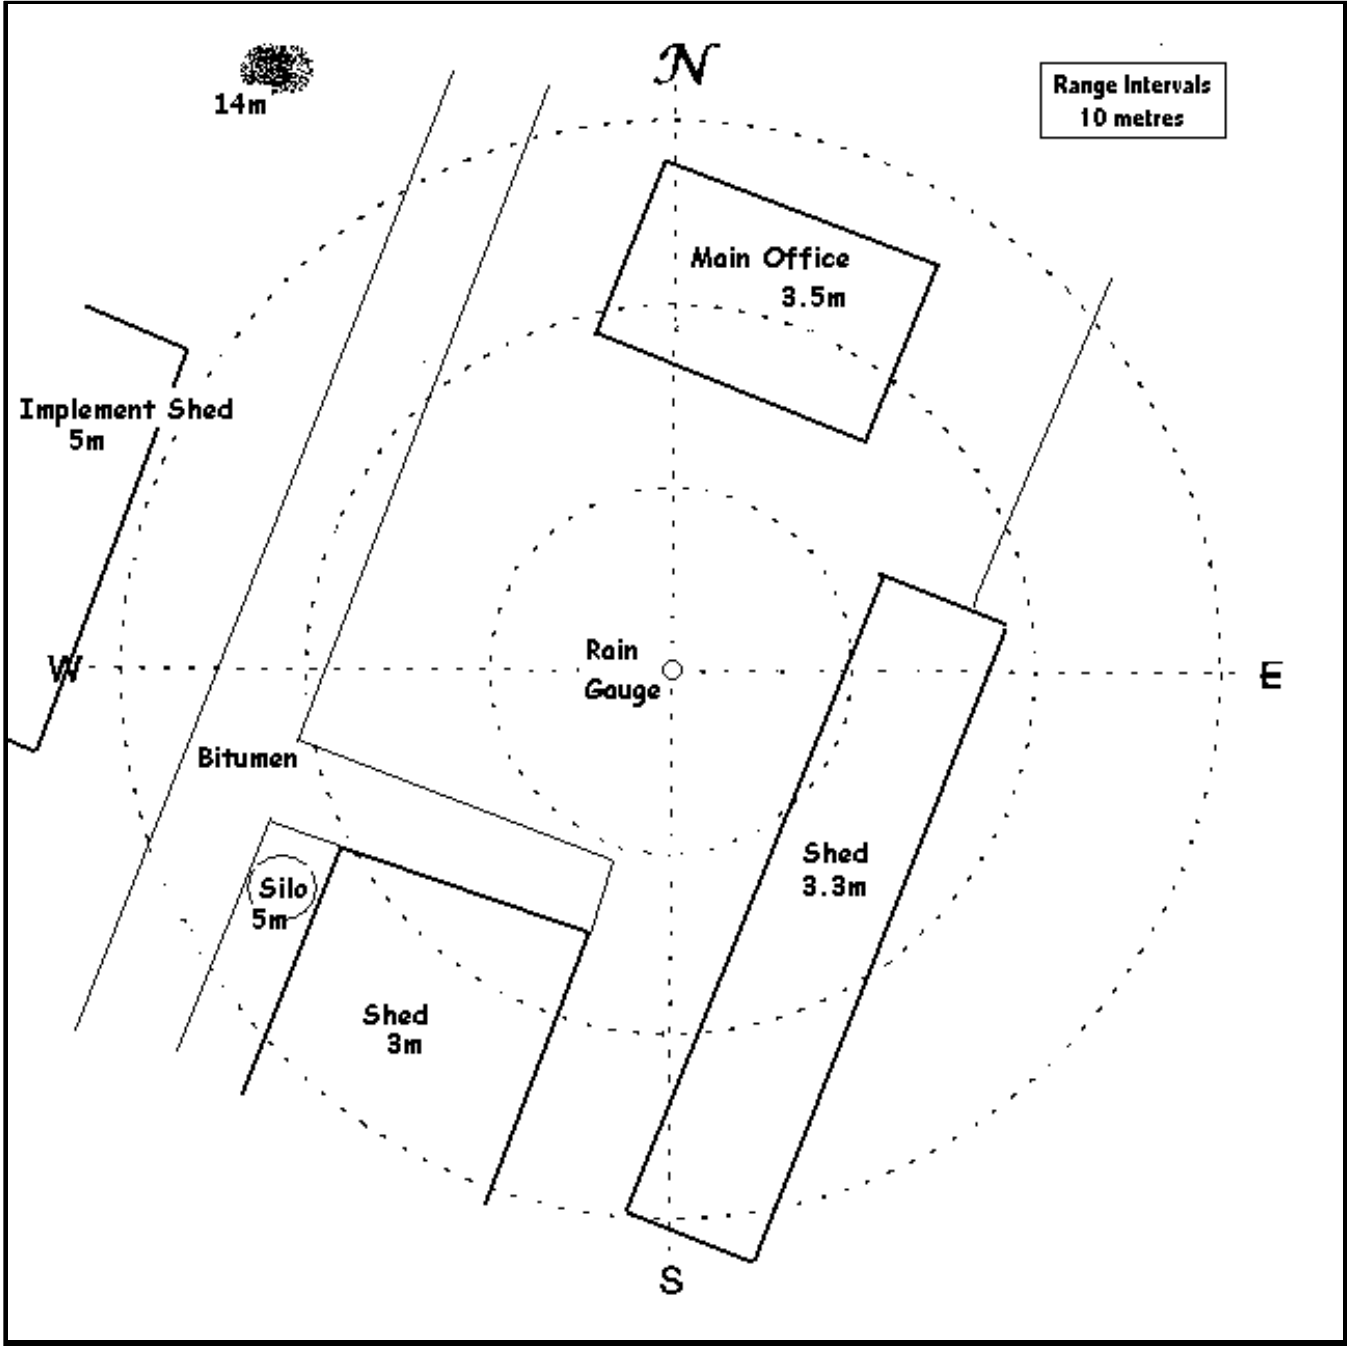 N
14m
Range Intervals
10 metres
Main Office
3.5m
Implement Shed
5m
Rain
Gauge
W
E
Bitumen
Shed
3.3m
Silo
5m
Shed
3m
S